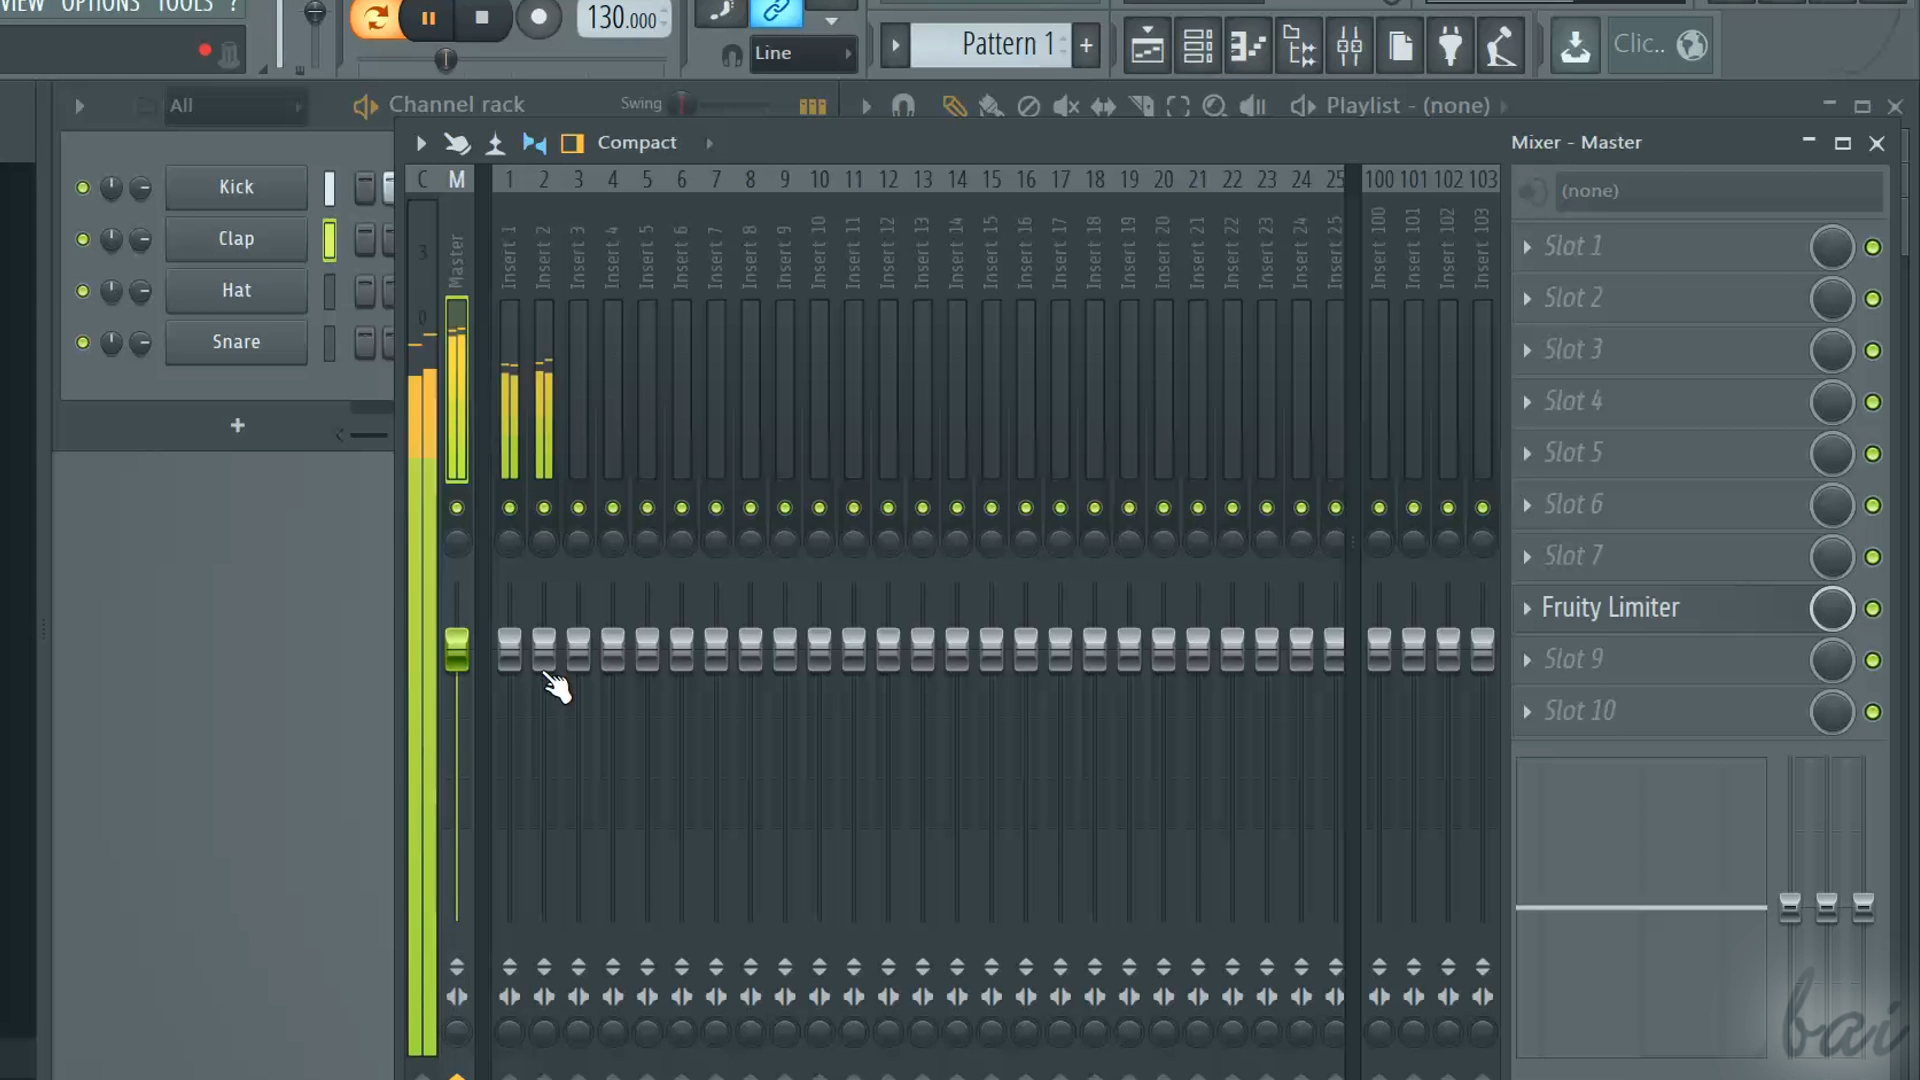 VIEW OPTIONS TOOLS ?
130.000
Line
Pattern 1
+
Clic..
All
Channel rack
Swing
Playlist - (none)
Compact
Mixer - Master
C M 1 2 3 4 5 6 7 8 9 10 11 12 13 14 15 16 17 18 19 20 21 22 23 24 25 100 101 102 103
(none)
Kick
Clap
Hat
Snare
+
3
0
Master
Insert 1
Insert 2
Insert 3
Insert 4
Insert 5
Insert 6
Insert 7
Insert 8
Insert 9
Insert 10
Insert 11
Insert 12
Insert 13
Insert 14
Insert 15
Insert 16
Insert 17
Insert 18
Insert 19
Insert 20
Insert 21
Insert 22
Insert 23
Insert 24
Insert 25
Insert 100
Insert 101
Insert 102
Insert 103
Slot 1
Slot 2
Slot 3
Slot 4
Slot 5
Slot 6
Slot 7
Fruity Limiter
Slot 9
Slot 10
bai